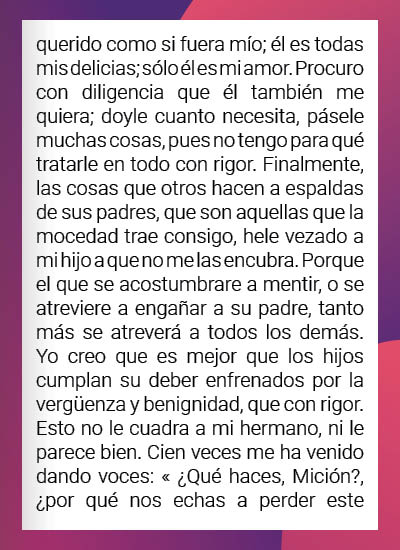 querido como si fuera mío; él es todas
mis delicias; sólo él es mi amor. Procuro
con diligencia que él también me
quiera; doyle cuanto necesita, pásele
muchas cosas, pues no tengo para qué
tratarle en todo con rigor. Finalmente,
las cosas que otros hacen a espaldas
de sus padres, que son aquellas que la
mocedad trae consigo, hele vezado a
mi hijo a que no me las encubra. Porque
el que se acostumbrare a mentir, o se
atreviere a engañar a su padre, tanto
más se atreverá a todos los demás.
Yo creo que es mejor que los hijos
cumplan su deber enfrenados por la
vergüenza y benignidad, que con rigor.
Esto no le cuadra a mi hermano, ni le
parece bien. Cien veces me ha venido
dando voces: « ¿Qué haces, Mición?,
¿por qué nos echas a perder este